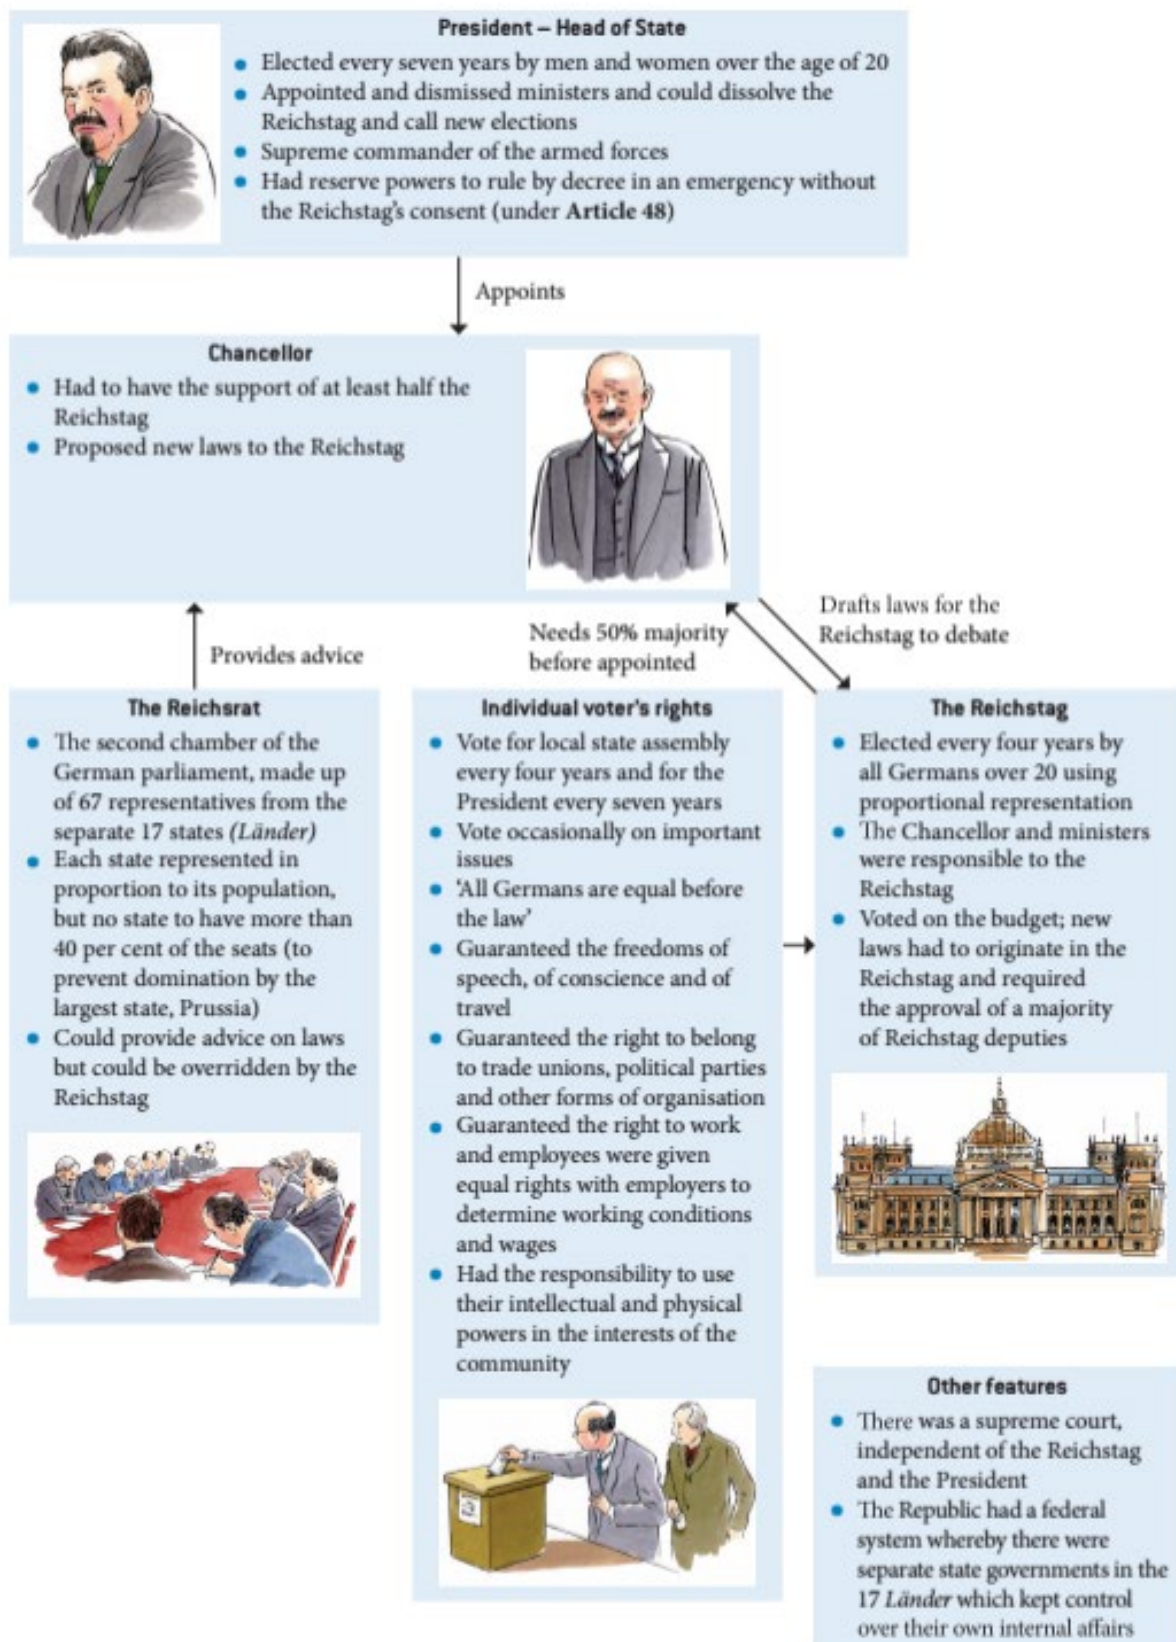 President – Head of State
● Elected every seven years by men and women over the age of 20
● Appointed and dismissed ministers and could dissolve the
Reichstag and call new elections
● Supreme commander of the armed forces
● Had reserve powers to rule by decree in an emergency without
the Reichstag's consent (under Article 48)
Appoints
Chancellor
● Had to have the support of at least half the
Reichstag
● Proposed new laws to the Reichstag
Provides advice
Needs 50% majority
before appointed
Drafts laws for the
Reichstag to debate
The Reichsrat
● The second chamber of the
German parliament, made up
of 67 representatives from the
separate 17 states (Länder)
● Each state represented in
proportion to its population,
but no state to have more than
40 per cent of the seats (to
prevent domination by the
largest state, Prussia)
● Could provide advice on laws
but could be overridden by the
Reichstag
Individual voter's rights
● Vote for local state assembly
every four years and for the
President every seven years
● Vote occasionally on important
issues
● 'All Germans are equal before
the law'
● Guaranteed the freedoms of
speech, of conscience and of
travel
● Guaranteed the right to belong
to trade unions, political parties
and other forms of organisation
● Guaranteed the right to work
and employees were given
equal rights with employers to
determine working conditions
and wages
● Had the responsibility to use
their intellectual and physical
powers in the interests of the
community
The Reichstag
● Elected every four years by
all Germans over 20 using
proportional representation
● The Chancellor and ministers
were responsible to the
Reichstag
● Voted on the budget; new
laws had to originate in the
Reichstag and required
the approval of a majority
of Reichstag deputies
Other features
● There was a supreme court,
independent of the Reichstag
and the President
● The Republic had a federal
system whereby there were
separate state governments in the
17 Länder which kept control
over their own internal affairs